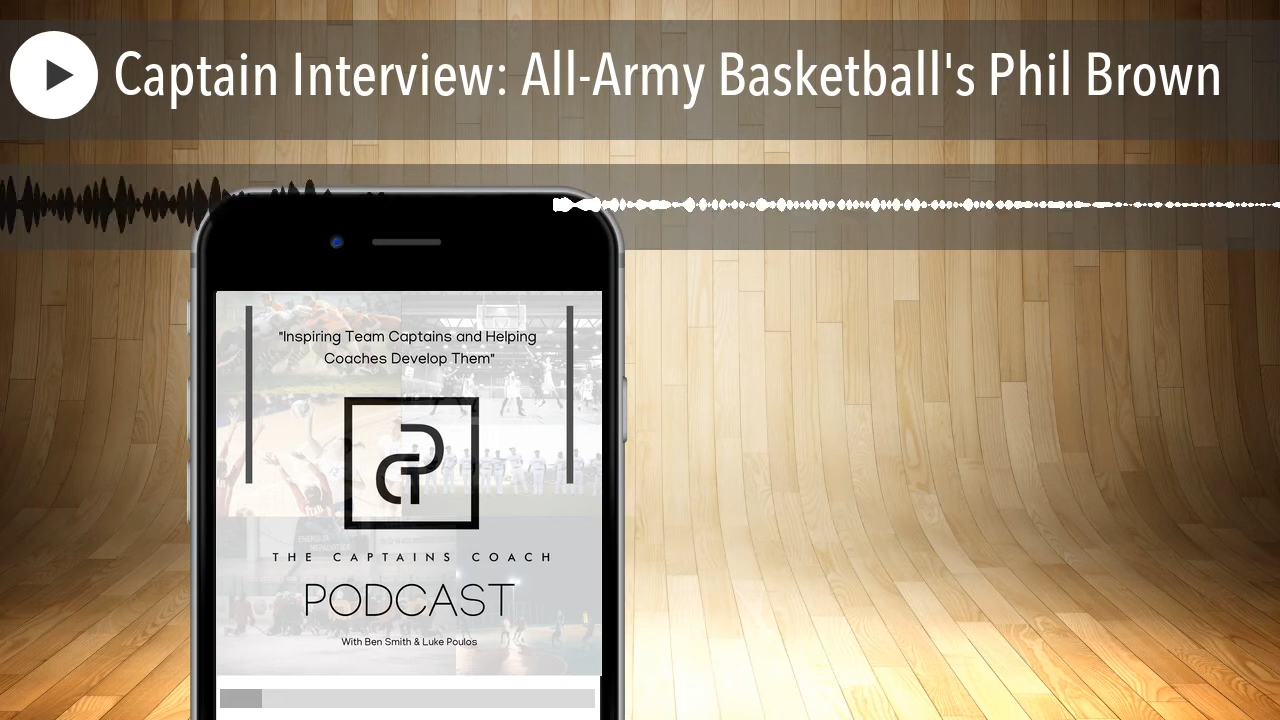 Captain Interview: All-Army Basketball's Phil Brown
"Inspiring Team Captains and Helping
Coaches Develop Them"
THE CAPTAINS COACH
PODCAST
With Ben Smith & Luke Poulos